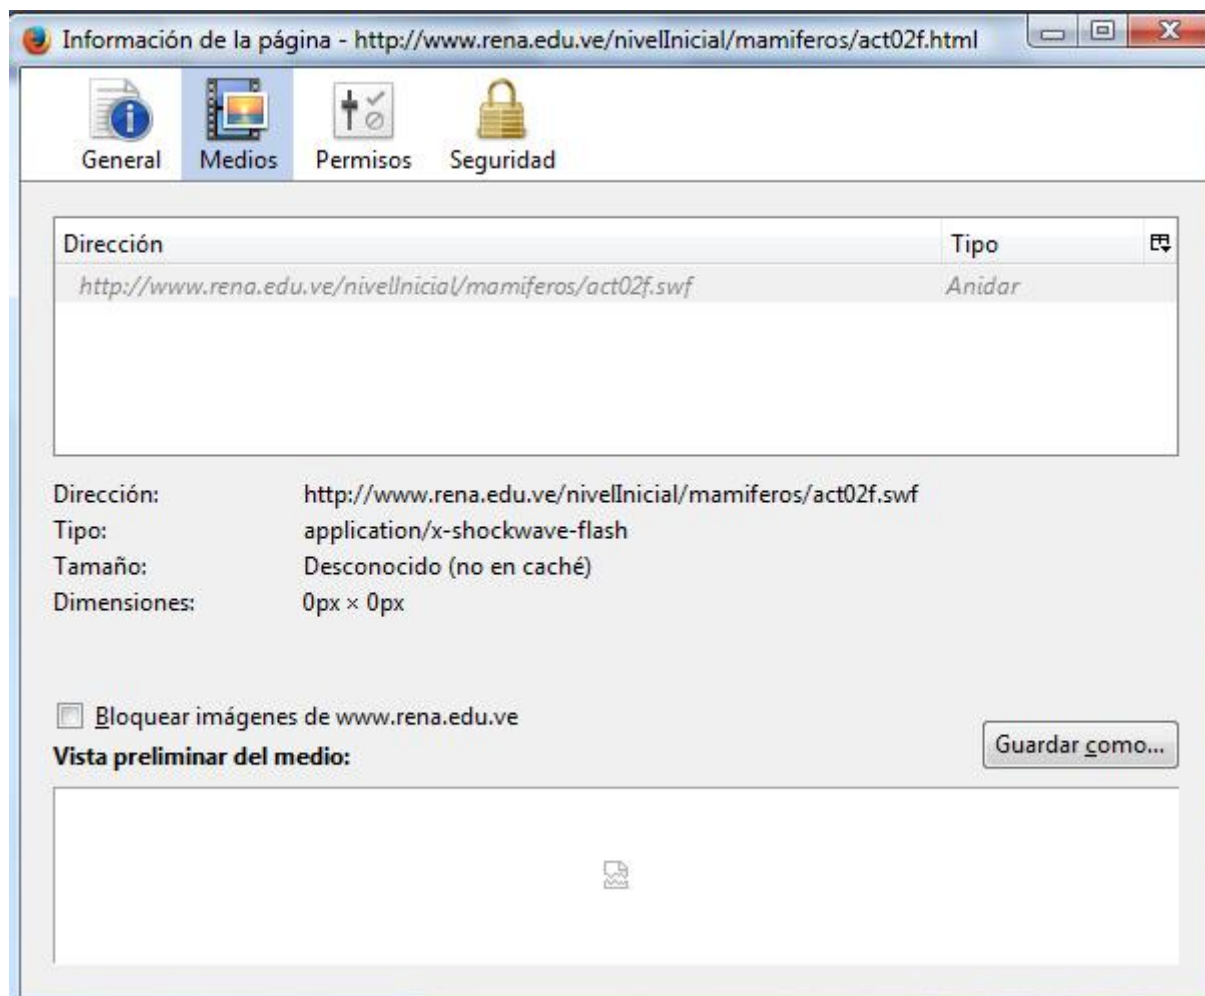 Información de la página - http://www.rena.edu.ve/nivelInicial/mamiferos/act02f.html
General Medios Permisos Seguridad
Dirección Tipo
http://www.rena.edu.ve/nivelInicial/mamiferos/act02f.swf Anidar
Dirección: http://www.rena.edu.ve/nivelInicial/mamiferos/act02f.swf
Tipo: application/x-shockwave-flash
Tamaño: Desconocido (no en caché)
Dimensiones: 0px × 0px
Bloquear imágenes de www.rena.edu.ve
Guardar como...
Vista preliminar del medio: